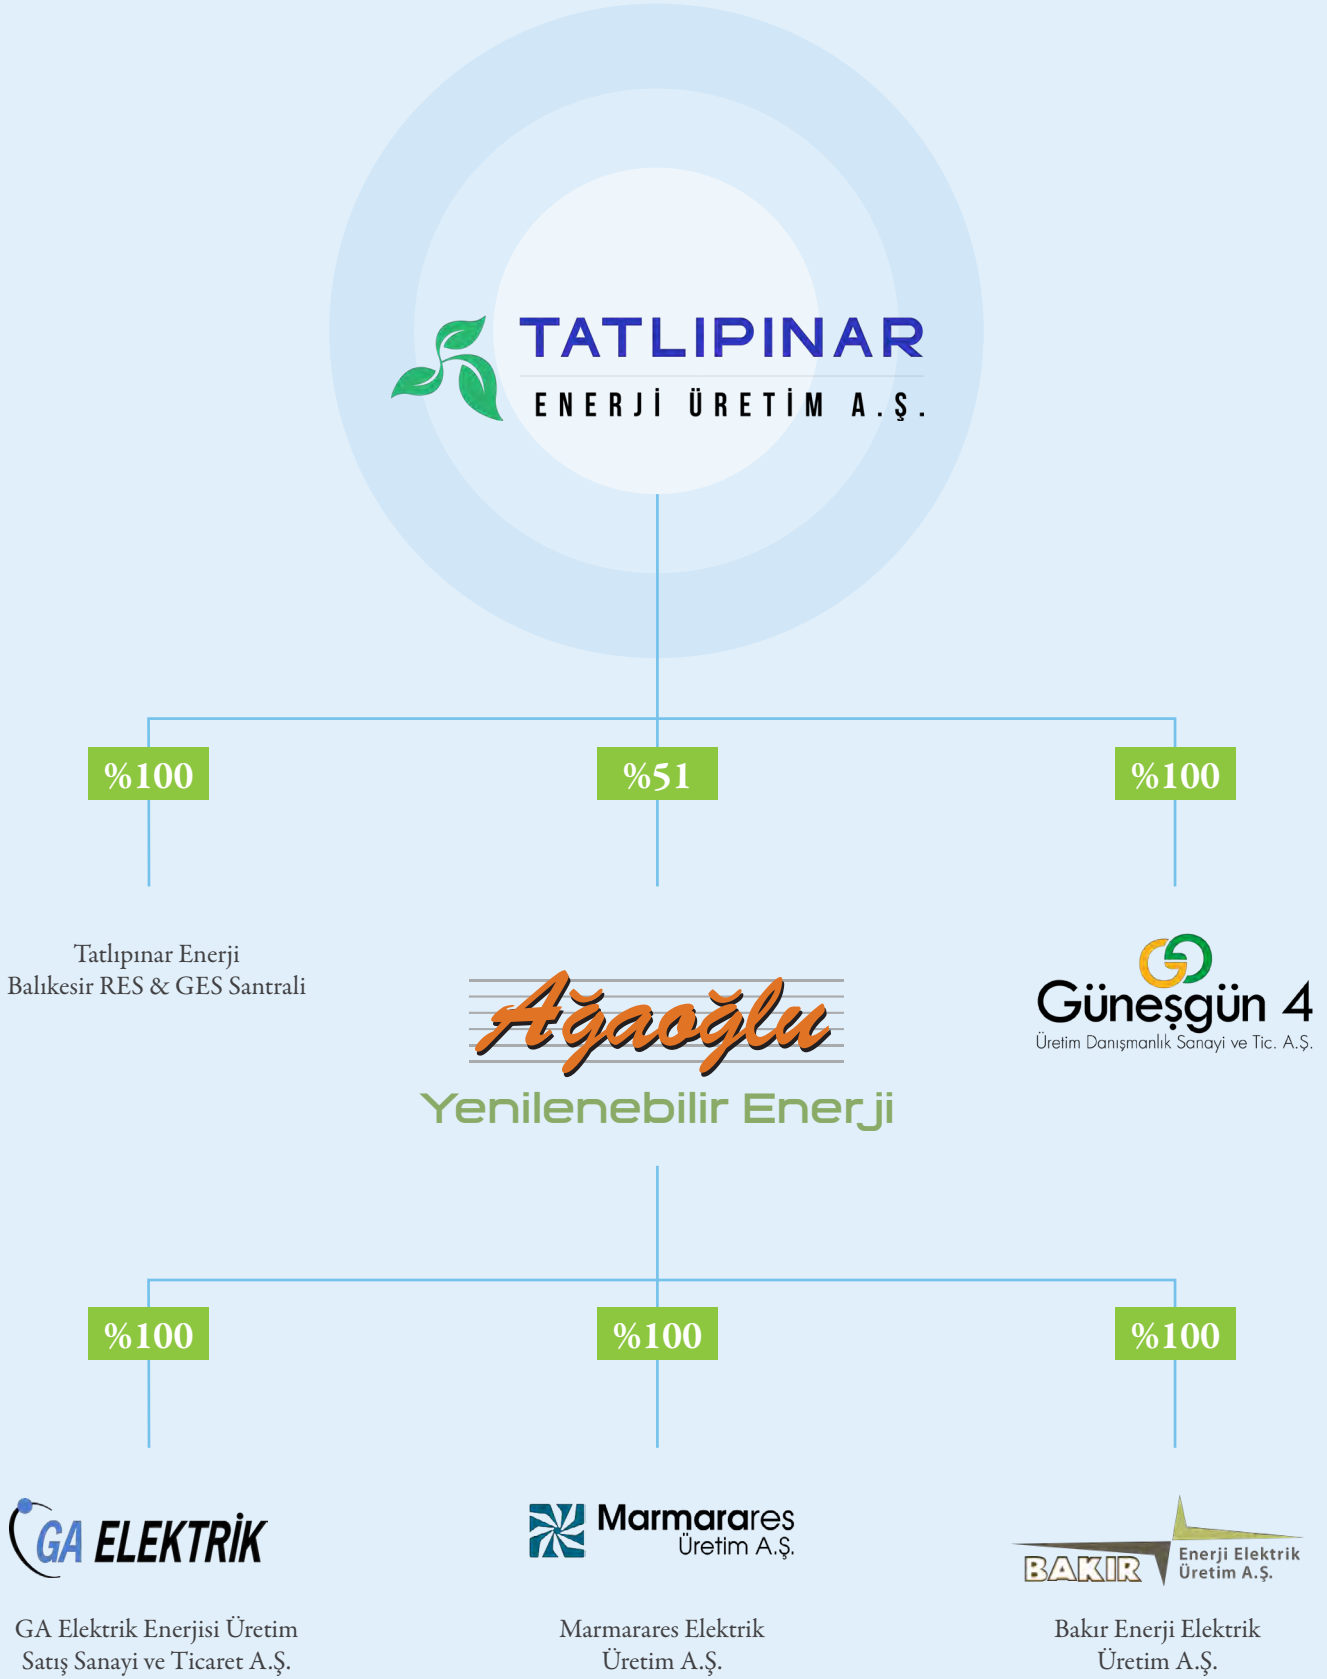 TATLIPINAR
ENERJİ ÜRETİM A.Ş.
%100
%51
%100
Tatlıpınar Enerji
Balıkesir RES & GES Santrali
Ağaoğlu
Yenilenebilir Enerji
Güneşgün 4
Üretim Danışmanlık Sanayi ve Tic. A.Ş.
%100
%100
%100
GA ELEKTRİK
GA Elektrik Enerjisi Üretim
Satış Sanayi ve Ticaret A.Ş.
Marmarares
Üretim A.Ş.
Marmarares Elektrik
Üretim A.Ş.
BAKIR
Enerji Elektrik
Üretim A.Ş.
Bakır Enerji Elektrik
Üretim A.Ş.